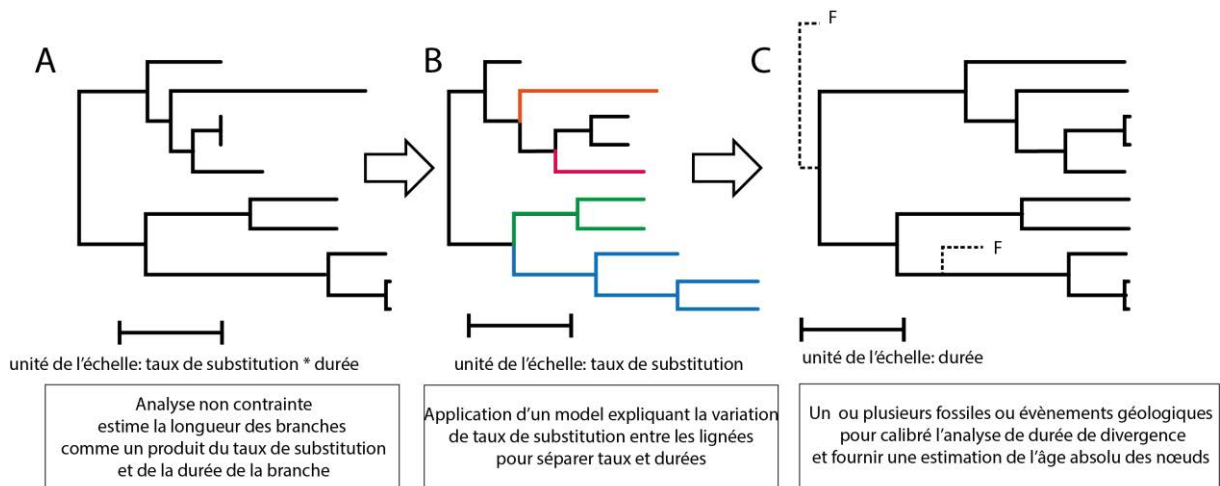 A
B
C
F
F
unité de l'échelle: taux de substitution * durée
unité de l'échelle: taux de substitution
unité de l'échelle: durée
Analyse non contrainte
estime la longueur des branches
comme un produit du taux de substitution
et de la durée de la branche
Application d'un model expliquant la variation
de taux de substitution entre les lignées
pour séparer taux et durées
Un ou plusieurs fossiles ou évènements géologiques
pour calibré l'analyse de durée de divergence
et fournir une estimation de l'âge absolu des nœuds